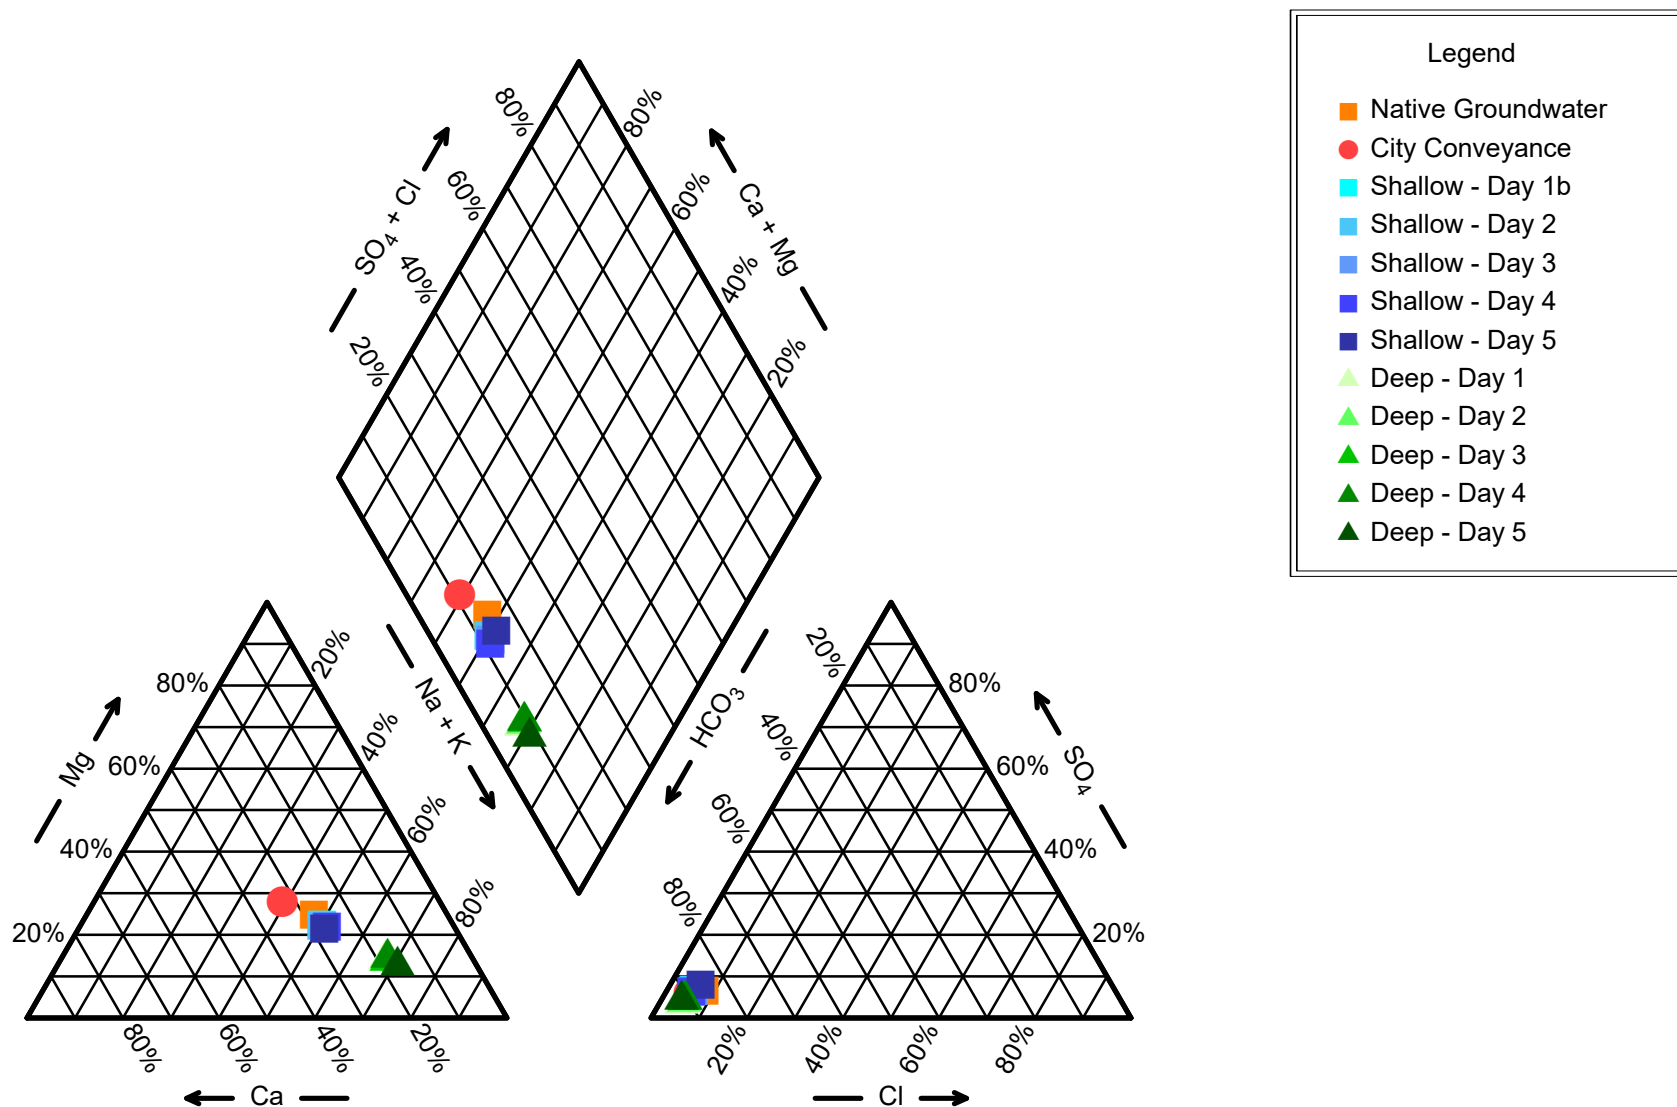 Legend
Native Groundwater
City Conveyance
Shallow - Day 1b
Shallow - Day 2
Shallow - Day 3
Shallow - Day 4
Shallow - Day 5
Deep - Day 1
Deep - Day 2
Deep - Day 3
Deep - Day 4
Deep - Day 5
80%
60%
40%
20%
SO4 + Cl
80%
60%
40%
20%
Ca + Mg
Na + K
HCO3
80%
60%
40%
20%
Mg
20%
40%
60%
80%
80%
60%
40%
20%
Ca
20%
40%
60%
80%
80%
60%
40%
20%
SO4
20%
40%
60%
80%
Cl